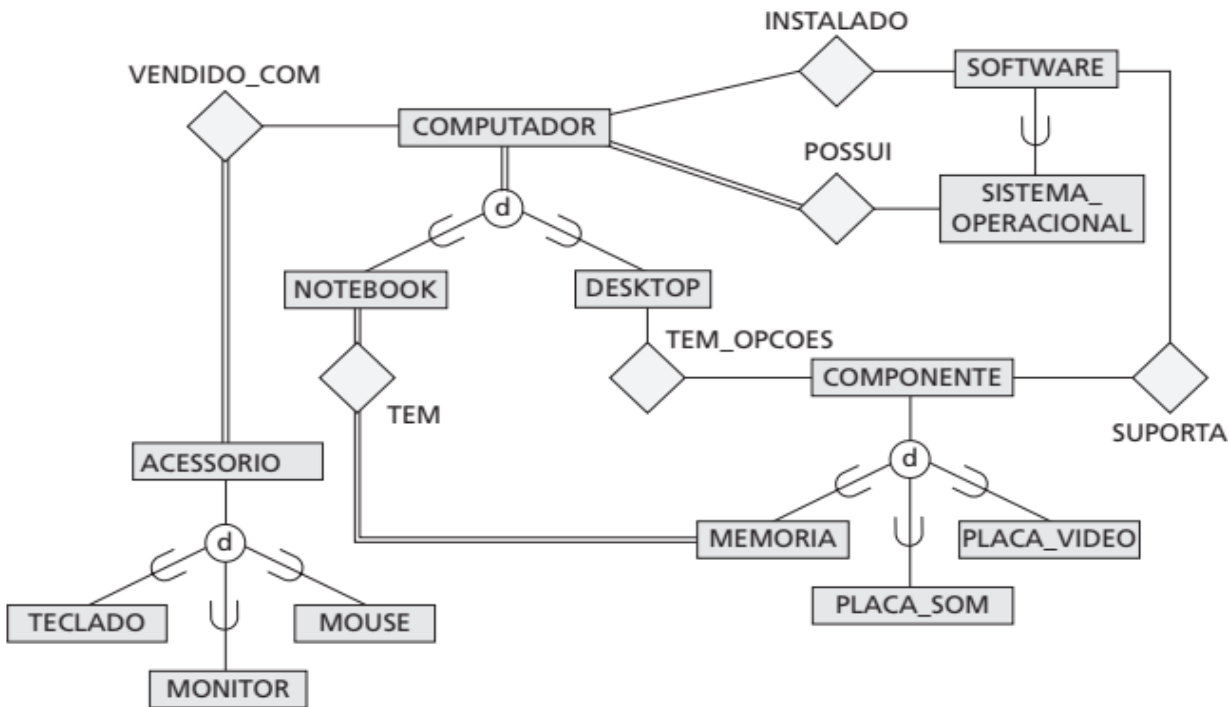 INSTALADO
VENDIDO_COM
SOFTWARE
COMPUTADOR
POSSUI
d
SISTEMA_
OPERACIONAL
NOTEBOOK
DESKTOP
TEM_OPCOES
COMPONENTE
TEM
SUPORTA
ACESSORIO
d
MEMORIA
PLACA_VIDEO
d
PLACA_SOM
TECLADO
MOUSE
MONITOR